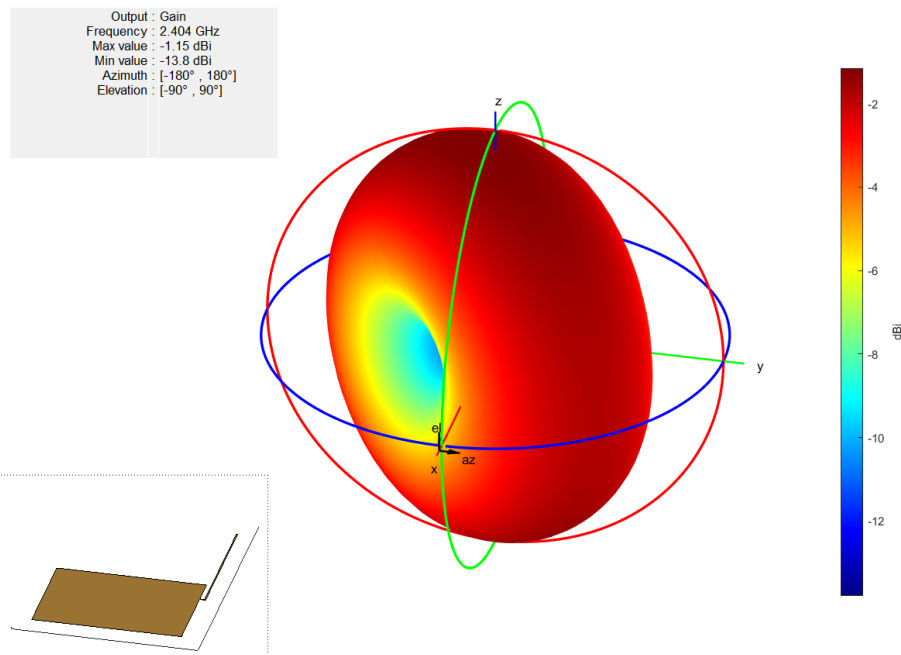 Output : Gain
Frequency : 2.404 GHz
Max value : -1.15 dBi
Min value : -13.8 dBi
Azimuth : [-180° , 180°]
Elevation : [-90° , 90°]
z
y
el
az
x
-2
-4
-6
-8
-10
-12
dBi